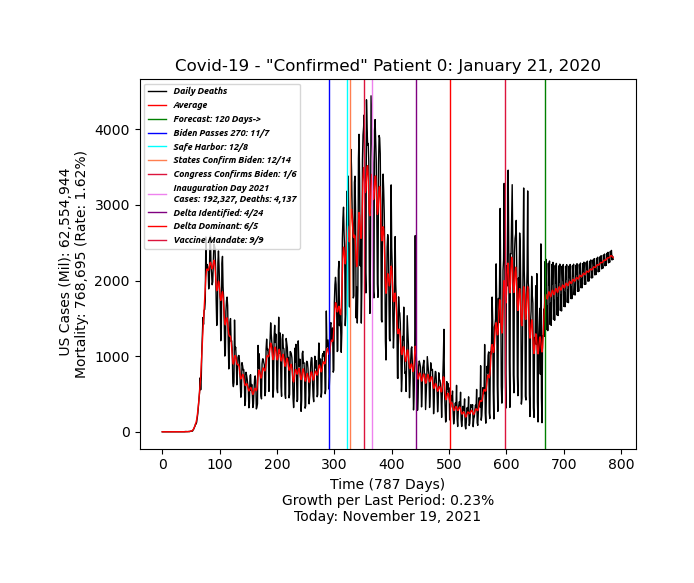 Covid-19 - "Confirmed" Patient 0: January 21, 2020
Daily Deaths
Average
Forecast: 120 Days->
Biden Passes 270: 11/7
Safe Harbor: 12/8
States Confirm Biden: 12/14
Congress Confirms Biden: 1/6
Inauguration Day 2021
Cases: 192,327, Deaths: 4,137
Delta Identified: 4/24
Delta Dominant: 6/5
Vaccine Mandate: 9/9
US Cases (Mil): 62,554,944
Mortality: 768,695 (Rate: 1.62%)
4000
3000
2000
1000
0
0 100 200 300 400 500 600 700 800
Time (787 Days)
Growth per Last Period: 0.23%
Today: November 19, 2021